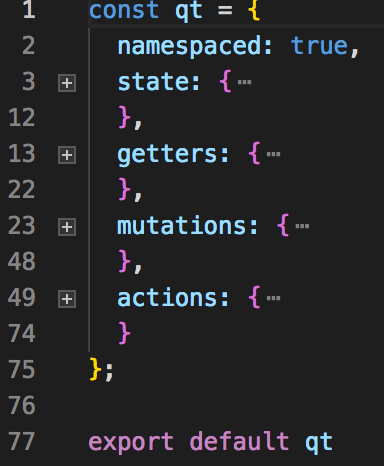 1 const qt = {
2 namespaced: true,
3 state: { ⋯
12 },
13 getters: { ⋯
22 },
23 mutations: { ⋯
48 },
49 actions: { ⋯
74 }
75 };
76
77 export default qt